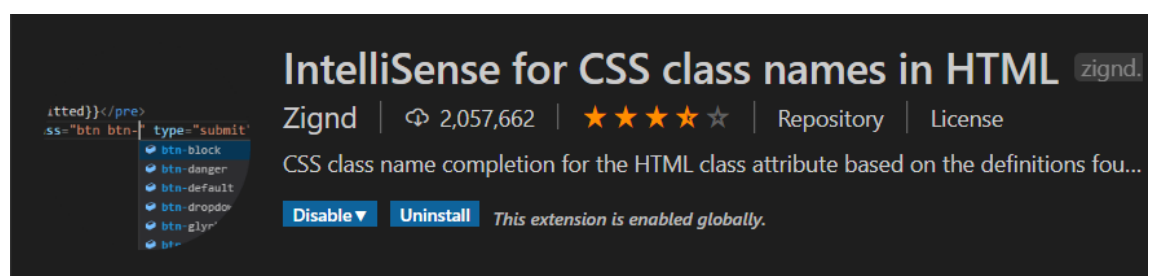 IntelliSense for CSS class names in HTML zignd.
Zignd 2,057,662 Repository License
CSS class name completion for the HTML class attribute based on the definitions fou...
Disable Uninstall This extension is enabled globally.
itted}}</pre>
ss="btn btn-" type="submit"
btn-block
btn-danger
btn-default
btn-dropdow
btn-glyp
btn